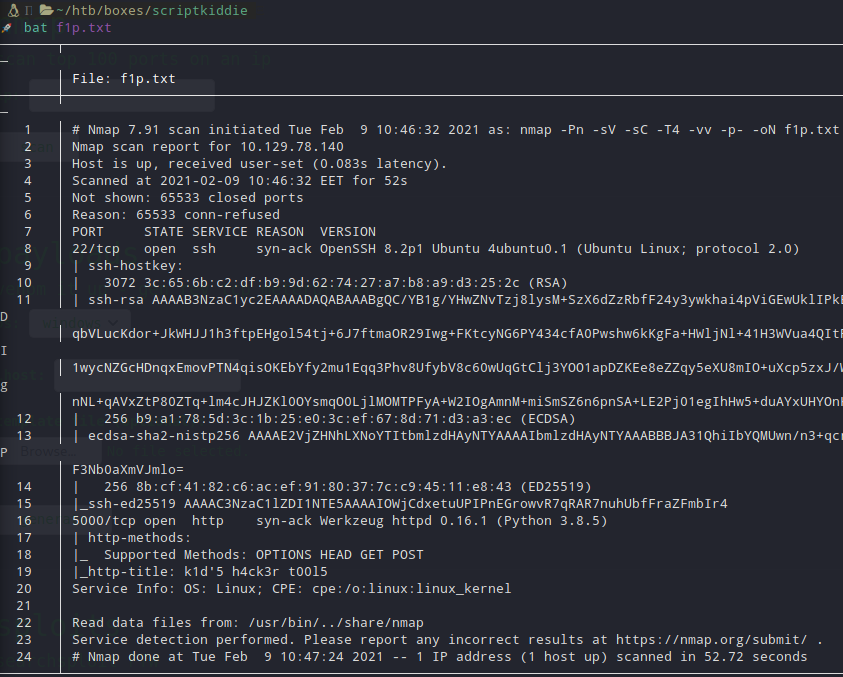 ~/htb/boxes/scriptkiddie
bat f1p.txt
File: f1p.txt
1 # Nmap 7.91 scan initiated Tue Feb  9 10:46:32 2021 as: nmap -Pn -sV -sC -T4 -vv -p- -oN f1p.txt
2 Nmap scan report for 10.129.78.140
3 Host is up, received user-set (0.083s latency).
4 Scanned at 2021-02-09 10:46:32 EET for 52s
5 Not shown: 65533 closed ports
6 Reason: 65533 conn-refused
7 PORT     STATE SERVICE REASON  VERSION
8 22/tcp   open  ssh     syn-ack OpenSSH 8.2p1 Ubuntu 4ubuntu0.1 (Ubuntu Linux; protocol 2.0)
9 | ssh-hostkey:
10 |   3072 3c:65:6b:c2:df:b9:9d:62:74:27:a7:b8:a9:d3:25:2c (RSA)
11 | ssh-rsa AAAAB3NzaC1yc2EAAAADAQABAAABgQC/YB1g/YHwZNvTzj8lysM+SzX6dZzRbfF24y3ywkhai4pViGEwUklIPkE
D
qbVLucKdor+JkWHJJ1h3ftpEHgol54tj+6J7ftmaOR29Iwg+FKtcyNG6PY434cfA0Pwshw6kKgFa+HWljNl+41H3WVua4QItF
I
1wycNZGcHDnqxEmovPTN4qisOKEbYfy2mu1Eqq3Phv8UfybV8c60wUqGtClj3YOO1apDZKEe8eZZqy5eXU8mIO+uXcp5zxJ/W
g
nNL+qAVxZtP80ZTq+lm4cJHJZKl0OYsmqO0LjlMOMTPFyA+W2IOgAmnM+miSmSZ6n6pnSA+LE2Pj01egIhHw5+duAYxUHYOnK
12 |   256 b9:a1:78:5d:3c:1b:25:e0:3c:ef:67:8d:71:d3:a3:ec (ECDSA)
13 | ecdsa-sha2-nistp256 AAAAE2VjZHNhLXNoYTItbmlzdHAyNTYAAAAIbmlzdHAyNTYAAABBBJA31QhiIbYQMUwn/n3+qcr
P
F3Nb0aXmVJmlo=
14 |   256 8b:cf:41:82:c6:ac:ef:91:80:37:7c:c9:45:11:e8:43 (ED25519)
15 |_ssh-ed25519 AAAAC3NzaC1lZDI1NTE5AAAAIOWjCdxetuUPIPnEGrowvR7qRAR7nuhUbfFraZFmbIr4
16 5000/tcp open  http    syn-ack Werkzeug httpd 0.16.1 (Python 3.8.5)
17 | http-methods:
18 |_  Supported Methods: OPTIONS HEAD GET POST
19 |_http-title: k1d'5 h4ck3r t00l5
20 Service Info: OS: Linux; CPE: cpe:/o:linux:linux_kernel
21
22 Read data files from: /usr/bin/../share/nmap
23 Service detection performed. Please report any incorrect results at https://nmap.org/submit/ .
24 # Nmap done at Tue Feb  9 10:47:24 2021 -- 1 IP address (1 host up) scanned in 52.72 seconds